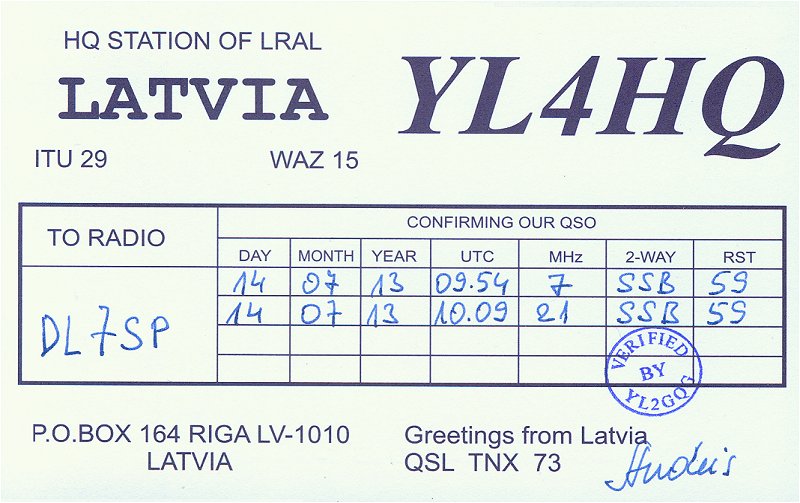 HQ STATION OF LRAL
LATVIA
YL4HQ
ITU 29 WAZ 15
TO RADIO
CONFIRMING OUR QSO
DAY MONTH YEAR UTC MHz 2-WAY RST
14 07 13 09.54 7 SSB 59
14 07 13 10.09 21 SSB 59
DL7SP
VERIFIED
BY
YL2GQG
P.O.BOX 164 RIGA LV-1010
LATVIA
Greetings from Latvia
QSL TNX 73